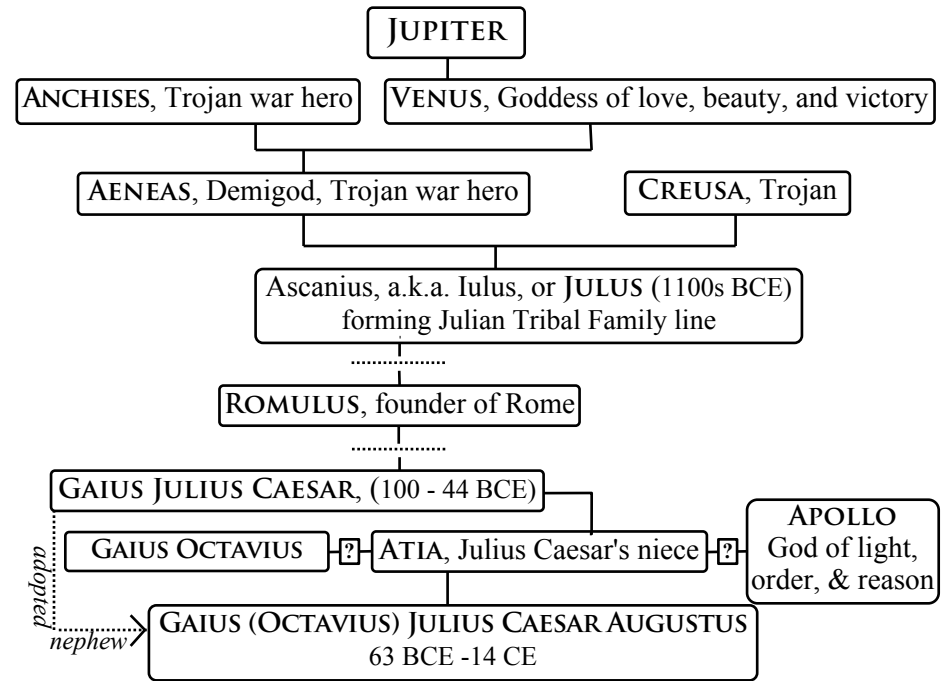 JUPITER
ANCHISES, Trojan war hero
VENUS, Goddess of love, beauty, and victory
AENEAS, Demigod, Trojan war hero
CREUSA, Trojan
Ascanius, a.k.a. Iulus, or JULUS (1100s BCE)
forming Julian Tribal Family line
ROMULUS, founder of Rome
GAIUS JULIUS CAESAR, (100 - 44 BCE)
GAIUS OCTAVIUS
?
ATIA, Julius Caesar's niece
?
APOLLO
God of light,
order, & reason
adopted
nephew
GAIUS (OCTAVIUS) JULIUS CAESAR AUGUSTUS
63 BCE -14 CE